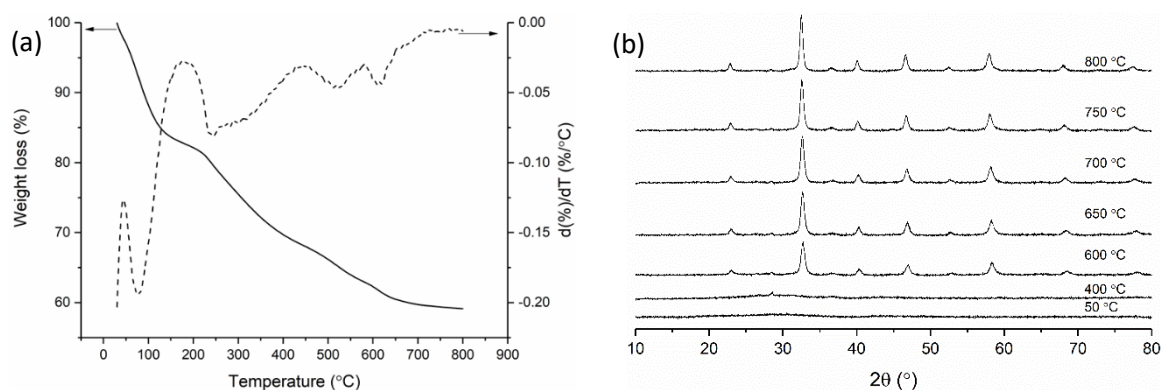 (a)
100
90
80
70
60
Weight loss (%)
0 100 200 300 400 500 600 700 800 900
Temperature (°C)
0.00
-0.05
-0.10
-0.15
-0.20
d(%)/dT (%/°C)
(b)
800 °C
750 °C
700 °C
650 °C
600 °C
400 °C
50 °C
10 20 30 40 50 60 70 80
2θ (°)